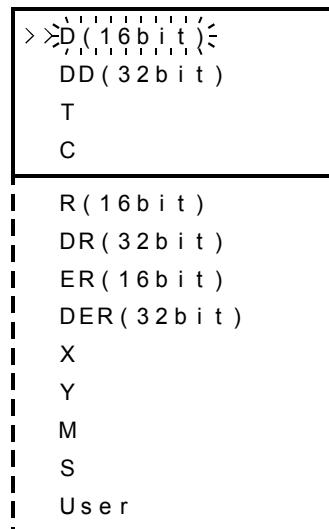 >>D(16bit)
DD(32bit)
T
C
R(16bit)
DR(32bit)
ER(16bit)
DER(32bit)
X
Y
M
S
User